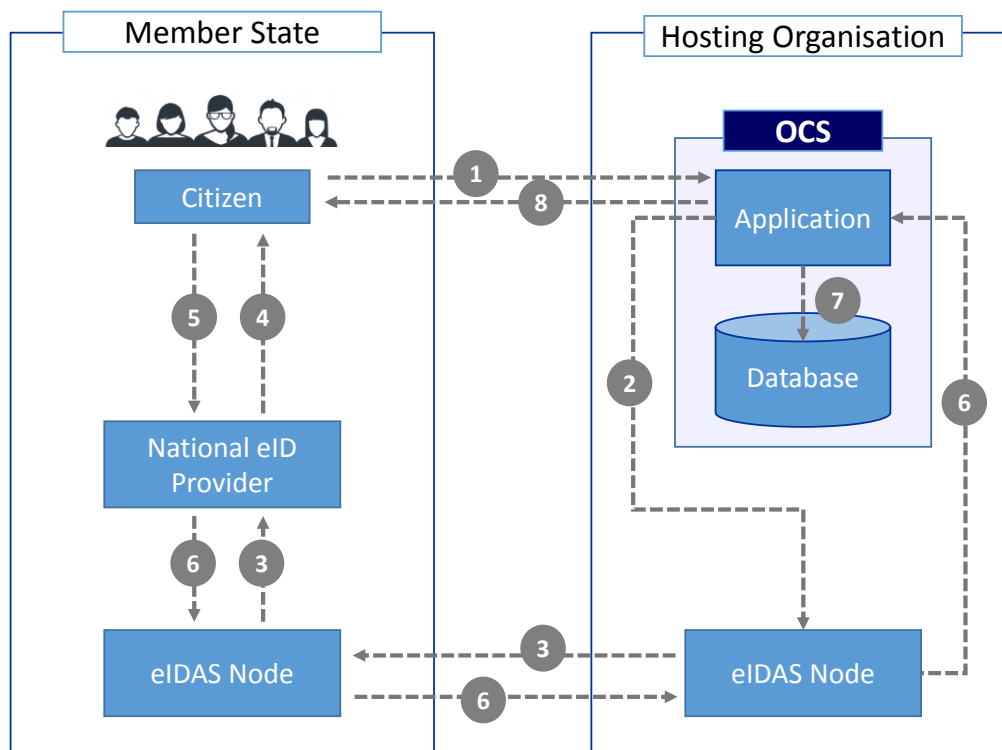 Member State
Hosting Organisation
OCS
1
Citizen
8
Application
5
4
7
2
Database
6
National eID
Provider
6
3
3
eIDAS Node
eIDAS Node
6